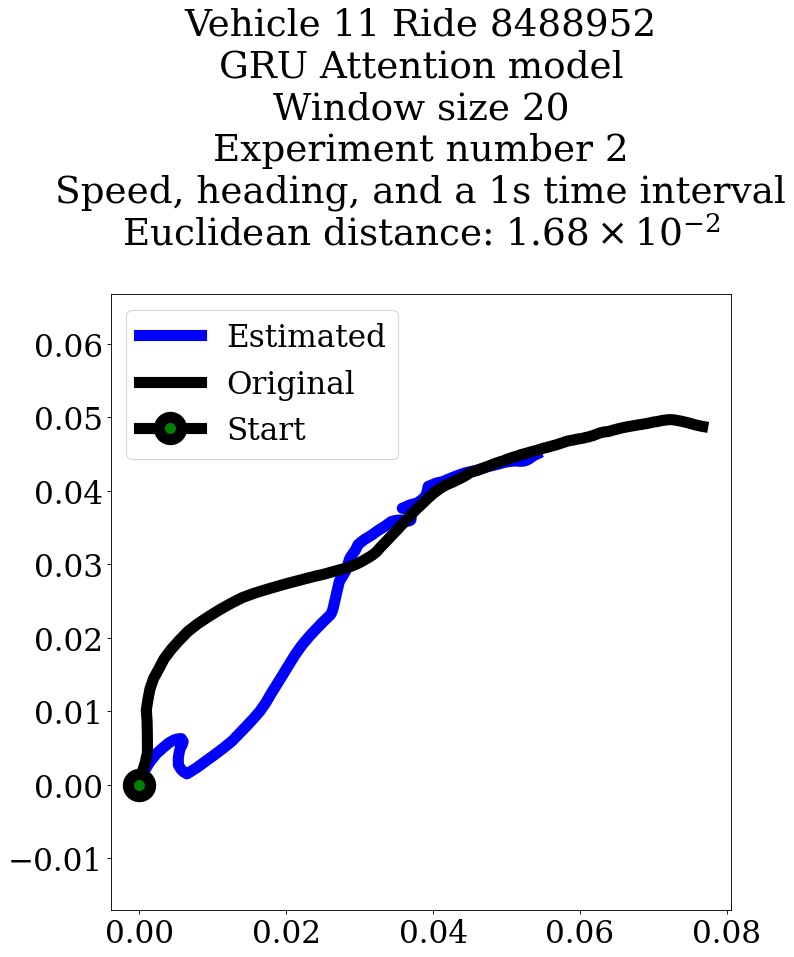 Vehicle 11 Ride 8488952
GRU Attention model
Window size 20
Experiment number 2
Speed, heading, and a 1s time interval
Euclidean distance: 1.68 × 10⁻²
Estimated
Original
Start
0.06
0.05
0.04
0.03
0.02
0.01
0.00
−0.01
0.00 0.02 0.04 0.06 0.08